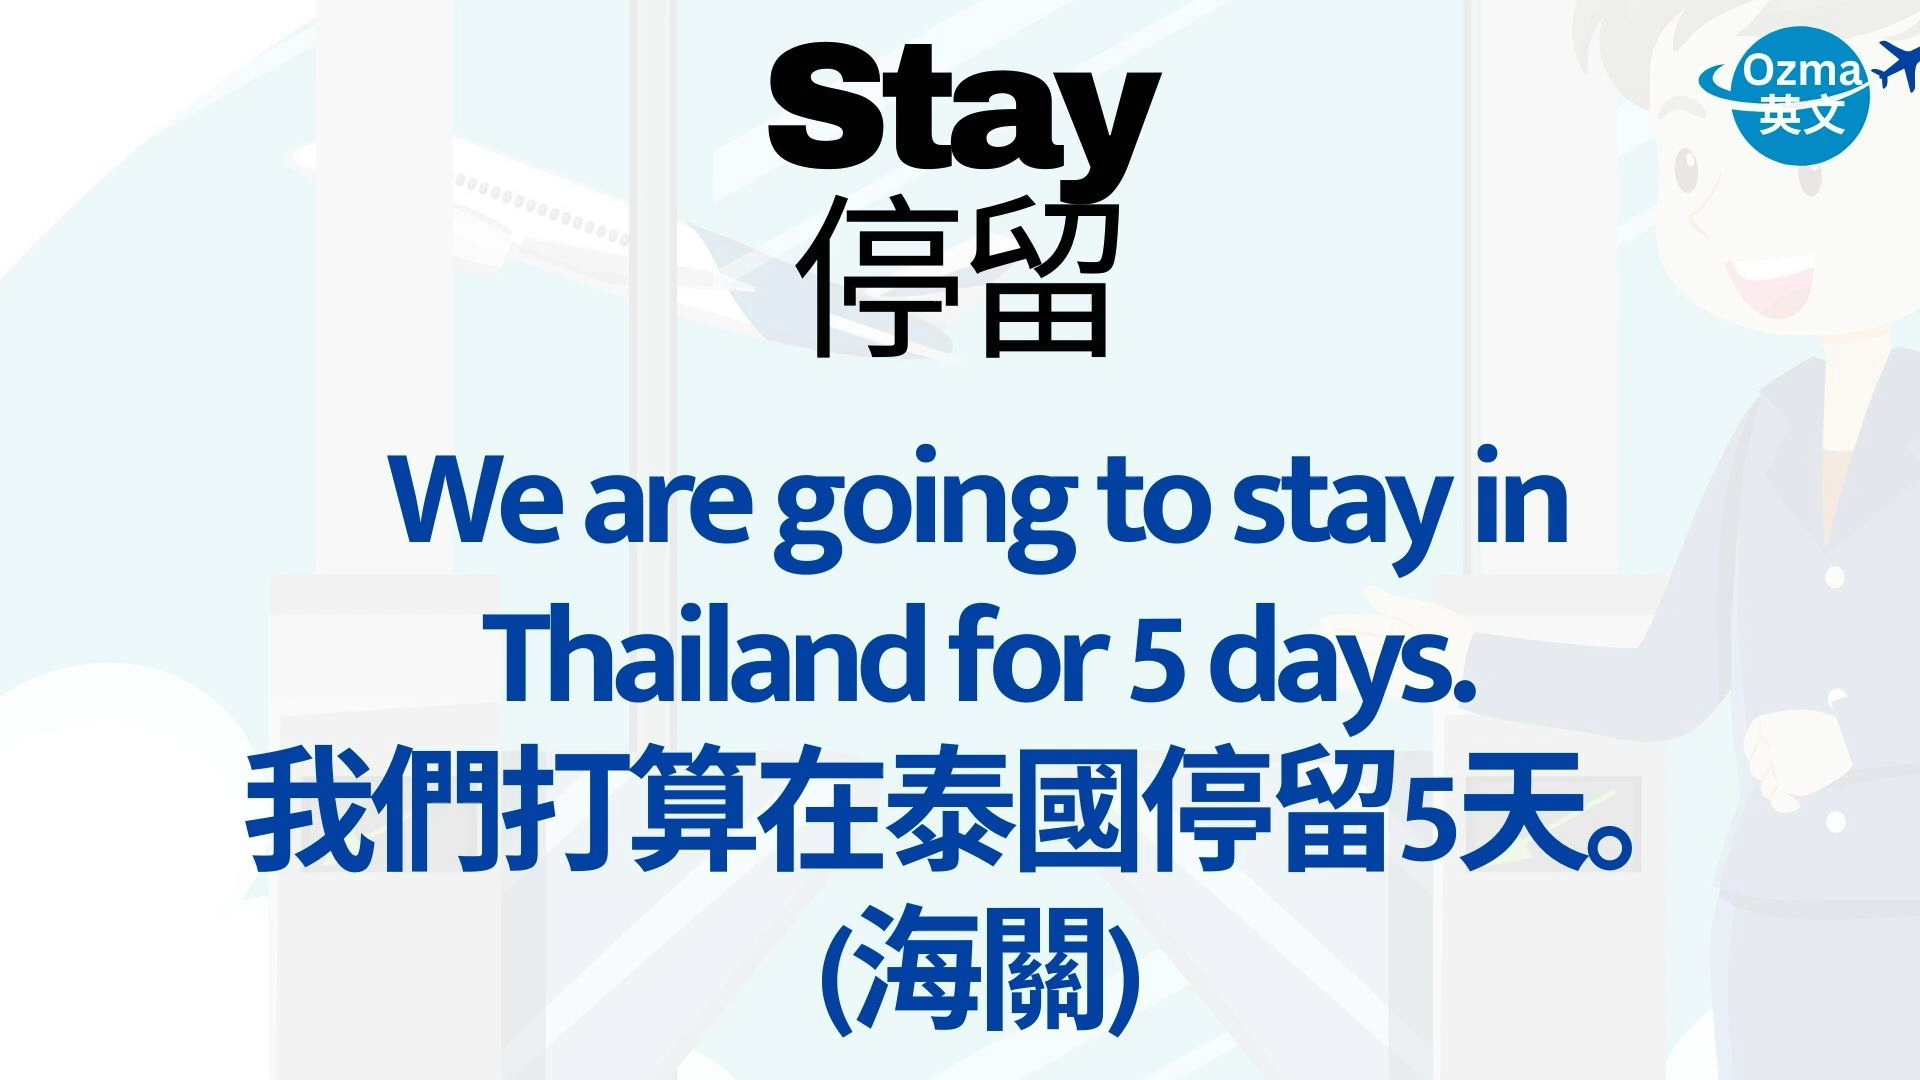 Stay
停留
Ozma
英文
We are going to stay in
Thailand for 5 days.
我們打算在泰國停留5天。
(海關)